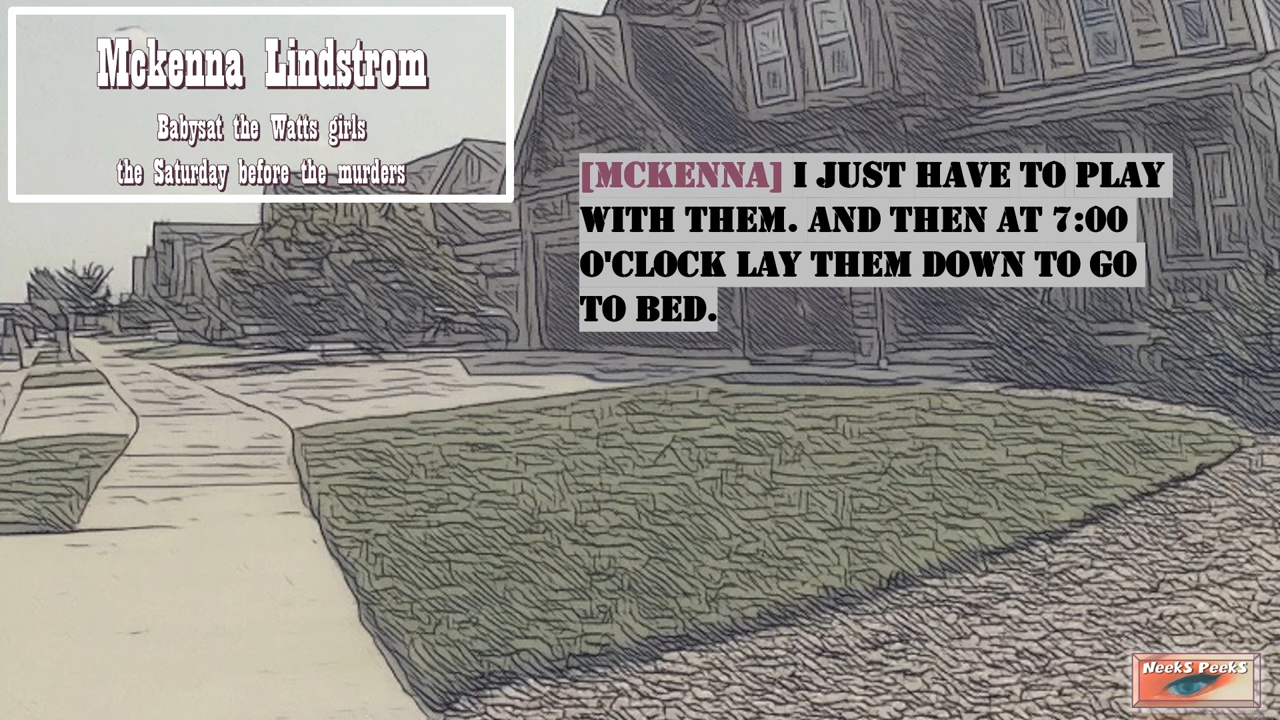 Mckenna Lindstrom
Babysat the Watts girls
the Saturday before the murders
[MCKENNA] I JUST HAVE TO PLAY
WITH THEM. AND THEN AT 7:00
O'CLOCK LAY THEM DOWN TO GO
TO BED.
NeekS PeekS